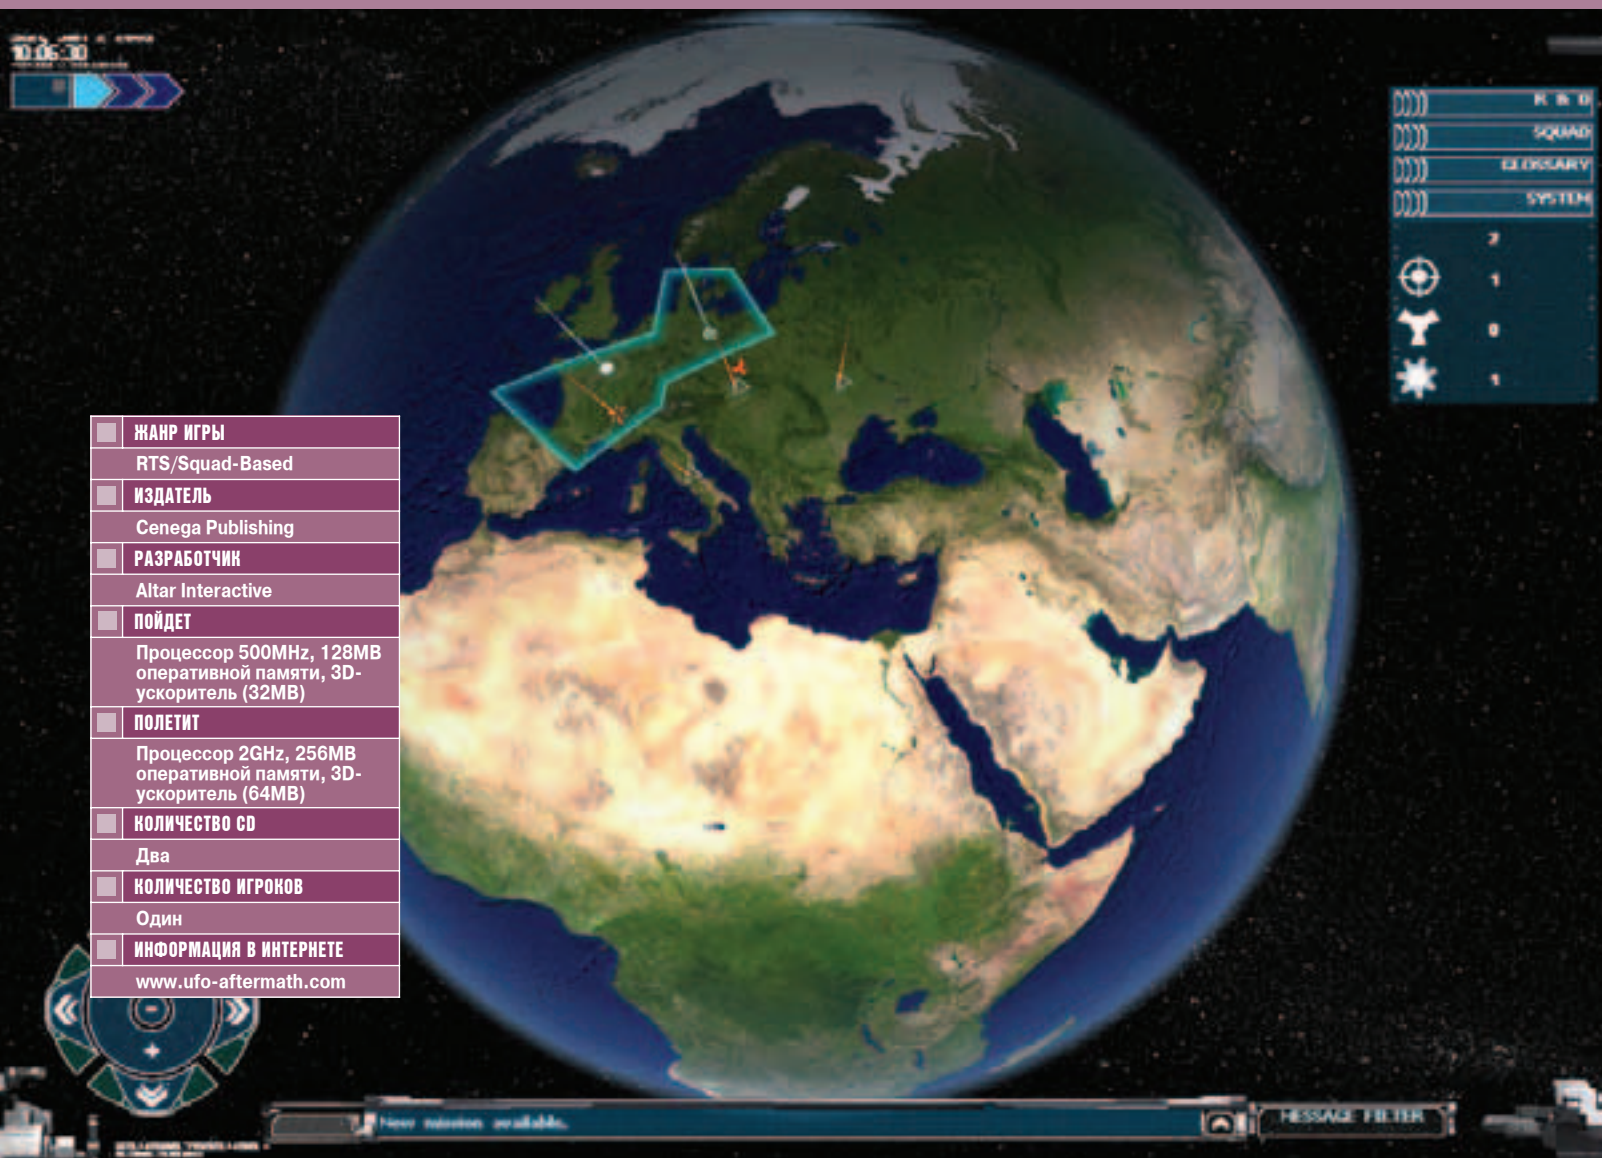 10:06:30
R & D
SQUAD
GLOSSARY
SYSTEM
2
1
0
1
ЖАНР ИГРЫ
RTS/Squad-Based
ИЗДАТЕЛЬ
Cenega Publishing
РАЗРАБОТЧИК
Altar Interactive
ПОЙДЕТ
Процессор 500MHz, 128MB
оперативной памяти, 3D-
ускоритель (32MB)
ПОЛЕТИТ
Процессор 2GHz, 256MB
оперативной памяти, 3D-
ускоритель (64MB)
КОЛИЧЕСТВО CD
Два
КОЛИЧЕСТВО ИГРОКОВ
Один
ИНФОРМАЦИЯ В ИНТЕРНЕТЕ
www.ufo-aftermath.com
New mission available.
MESSAGE FILTER